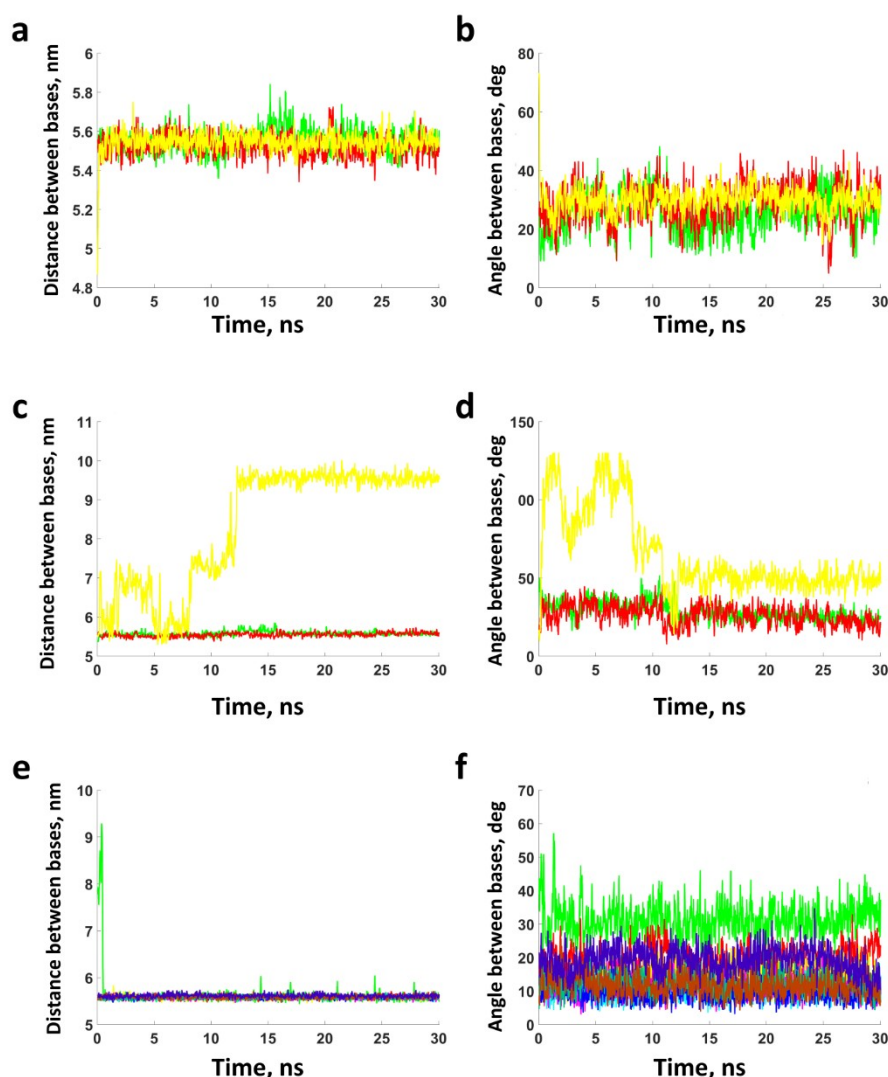 a
b
Distance between bases, nm
6
5.8
5.6
5.4
5.2
5
4.8
0 5 10 15 20 25 30
Time, ns
Angle between bases, deg
80
60
40
20
0
0 5 10 15 20 25 30
Time, ns
c
d
Distance between bases, nm
11
10
9
8
7
6
5
0 5 10 15 20 25 30
Time, ns
Angle between bases, deg
150
00
50
0
0 5 10 15 20 25 30
Time, ns
e
f
Distance between bases, nm
10
9
8
7
6
5
0 5 10 15 20 25 30
Time, ns
Angle between bases, deg
70
60
50
40
30
20
10
0
0 5 10 15 20 25 30
Time, ns